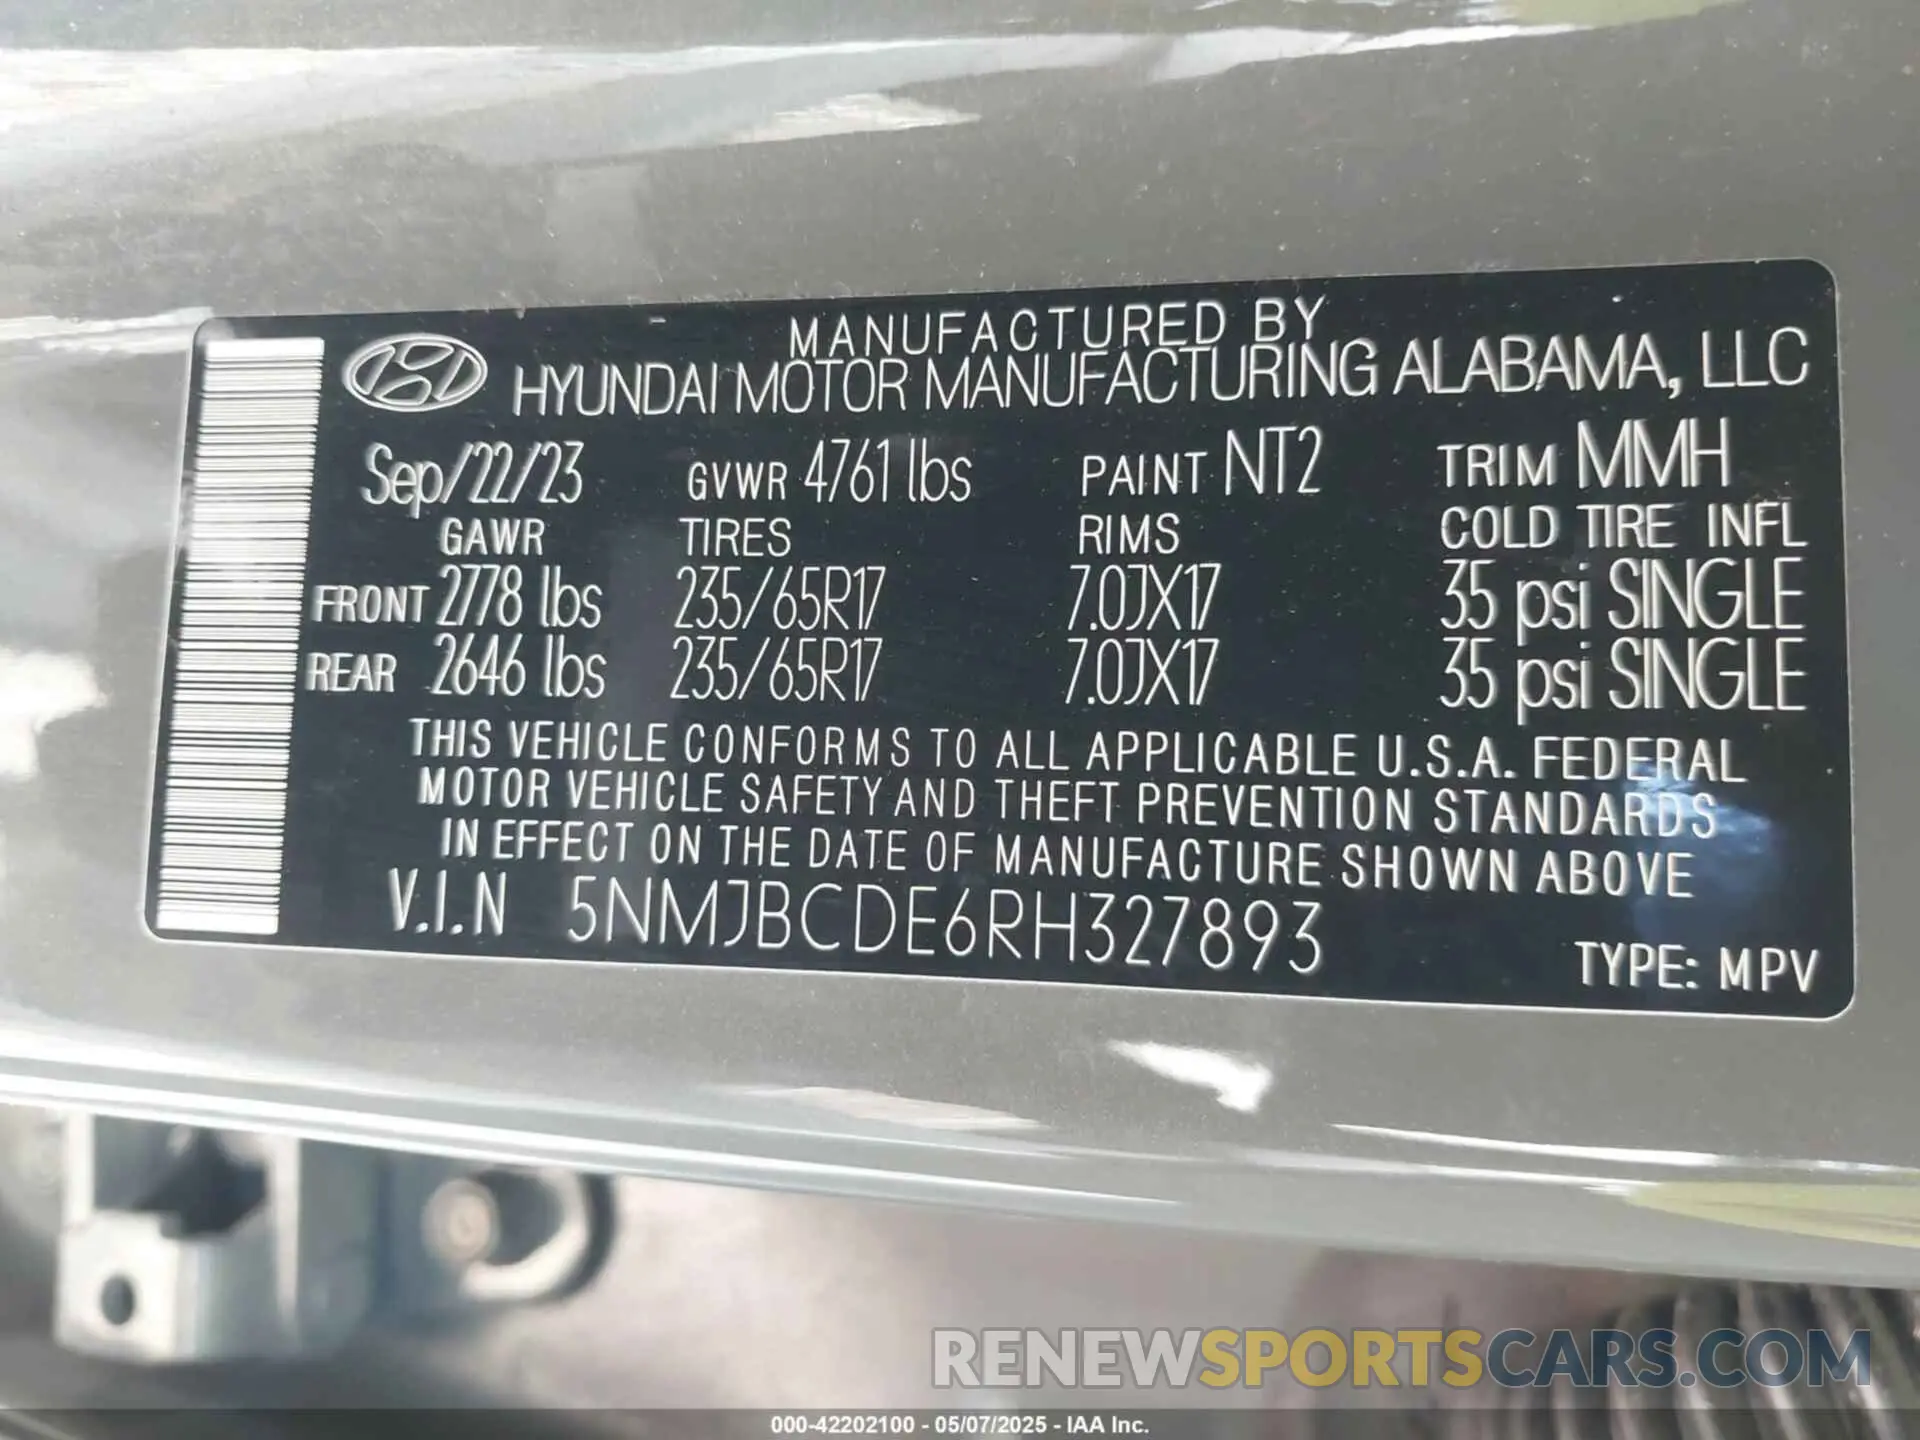 MANUFACTURED BY
HYUNDAI MOTOR MANUFACTURING ALABAMA, LLC
Sep/22/23 GVWR 4761 lbs PAINT NT2 TRIM MMH
GAWR TIRES RIMS COLD TIRE INFL
FRONT 2778 lbs 235/65R17 7.0JX17 35 psi SINGLE
REAR 2646 lbs 235/65R17 7.0JX17 35 psi SINGLE
THIS VEHICLE CONFORMS TO ALL APPLICABLE U.S.A. FEDERAL
MOTOR VEHICLE SAFETY AND THEFT PREVENTION STANDARDS
IN EFFECT ON THE DATE OF MANUFACTURE SHOWN ABOVE
V.I.N 5NMJBCDE6RH327893
TYPE: MPV
RENEWSPORTSCARS.COM
000-42202100 - 05/07/2025 - IAA Inc.